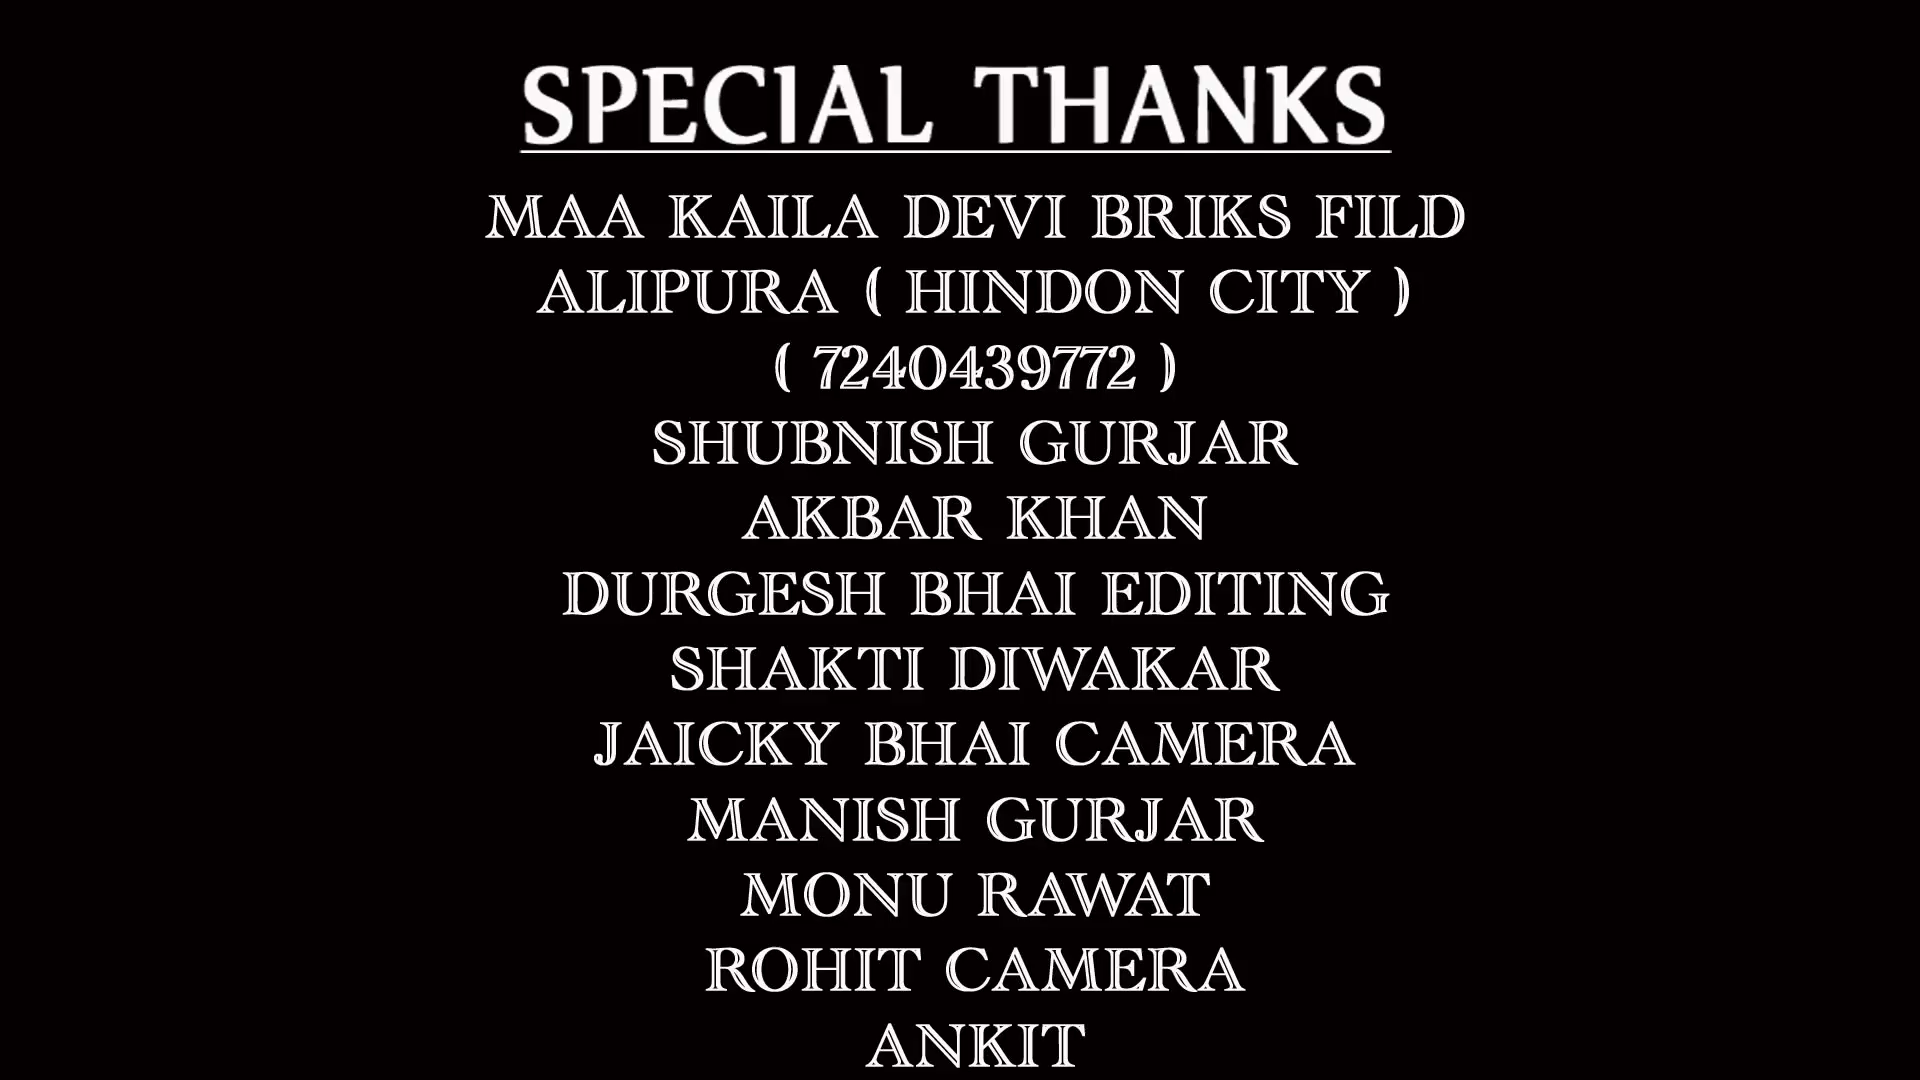 SPECIAL THANKS
MAA KAILA DEVI BRIKS FILD
ALIPURA ( HINDON CITY )
( 7240439772 )
SHUBNISH GURJAR
AKBAR KHAN
DURGESH BHAI EDITING
SHAKTI DIWAKAR
JAICKY BHAI CAMERA
MANISH GURJAR
MONU RAWAT
ROHIT CAMERA
ANKIT